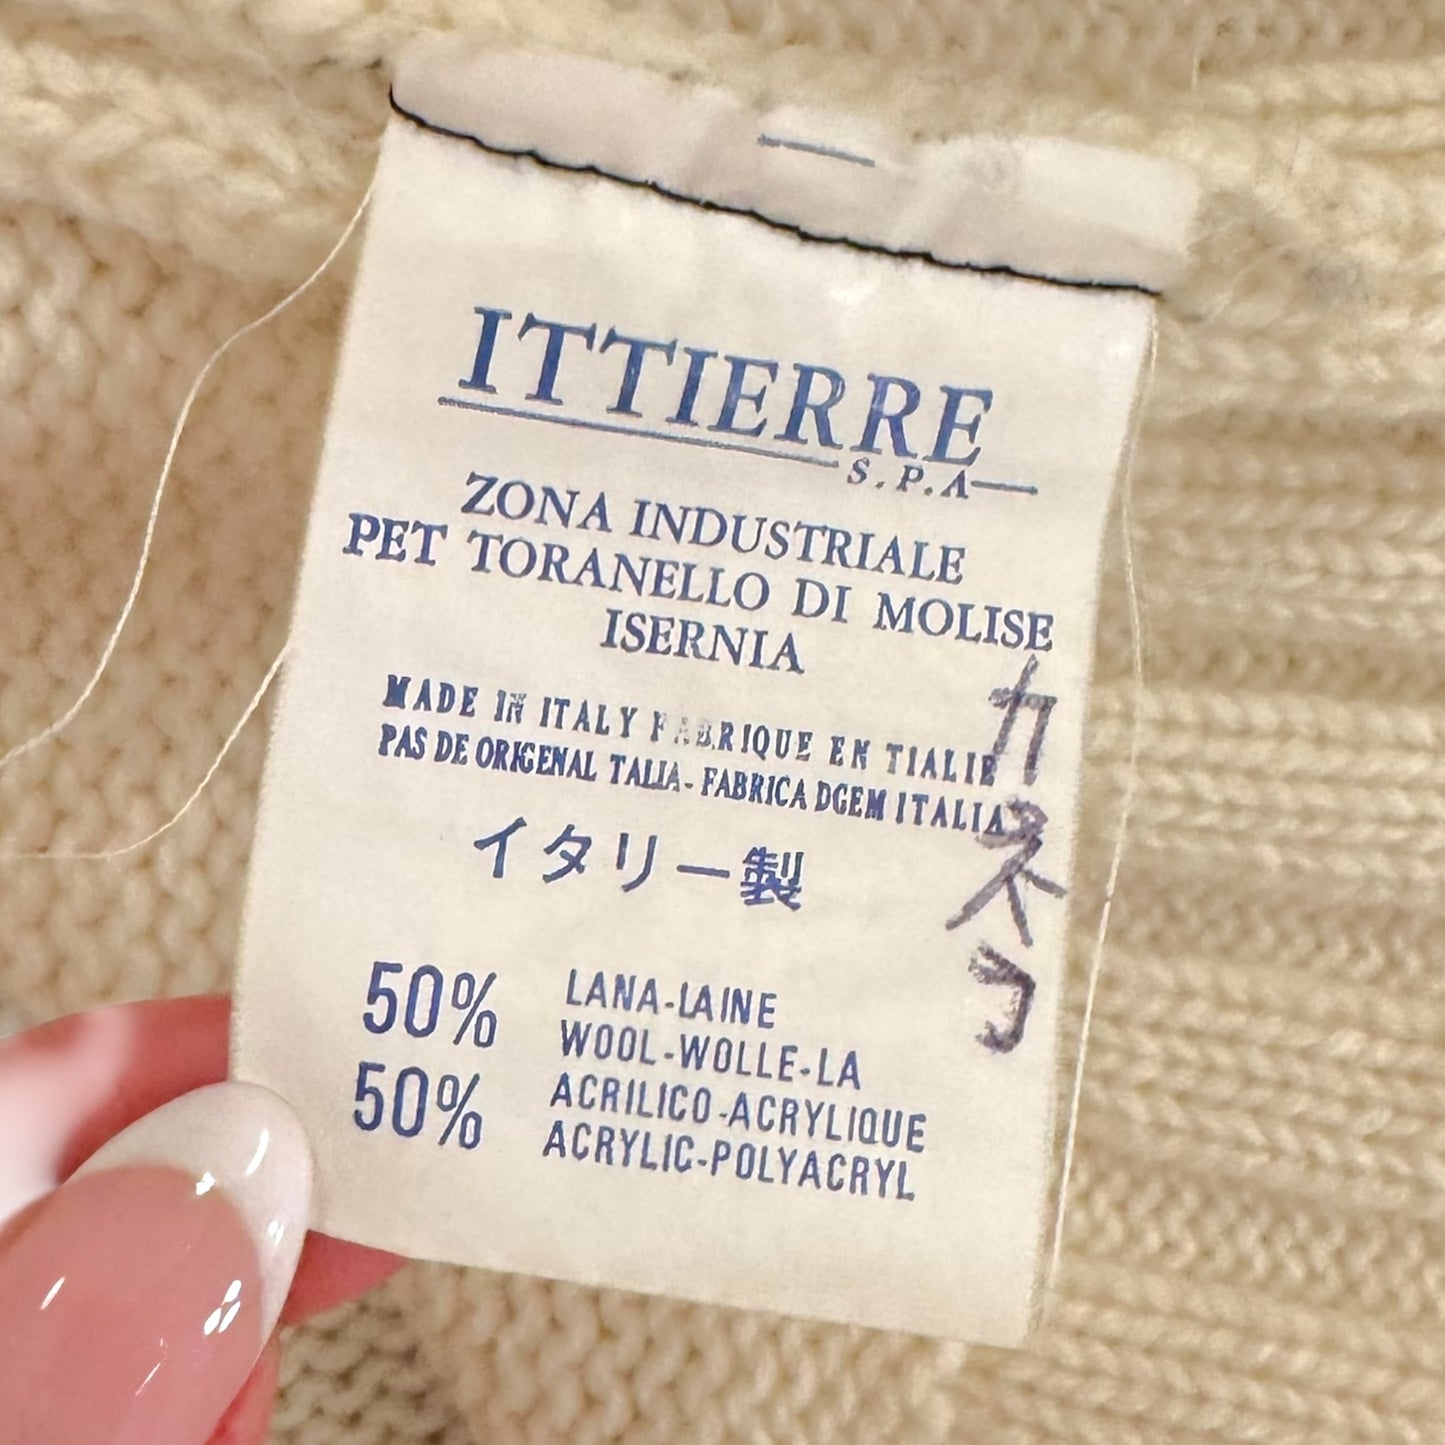 ITTIERRE
S.P.A
ZONA INDUSTRIALE
PET TORANELLO DI MOLISE
ISERNIA
MADE IN ITALY FABRIQUE EN TIALIE
PAS DE ORIGENAL TALIA-FABRICA DGEM ITALIA
イタリー製
カネコ
50% LANA-LAINE
WOOL-WOLLE-LA
50% ACRILICO-ACRYLIQUE
ACRYLIC-POLYACRYL